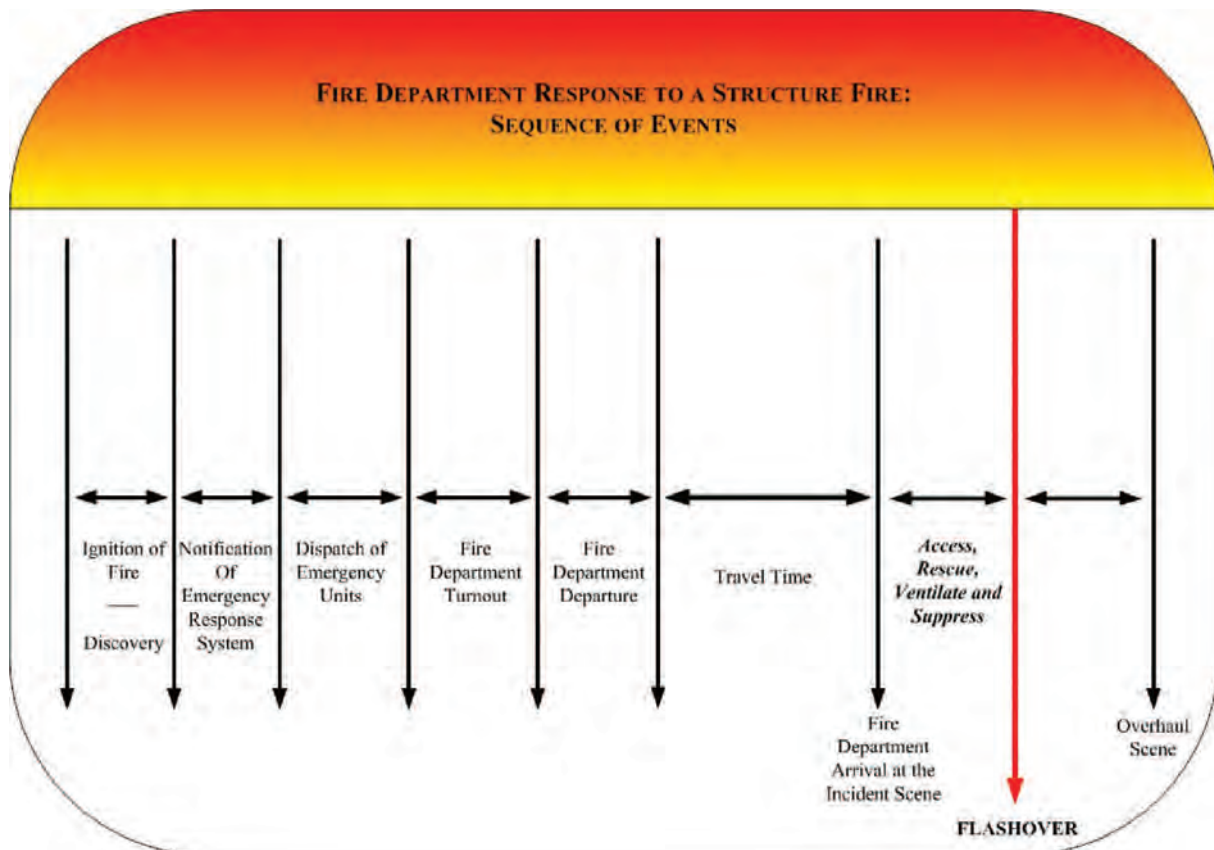 FIRE DEPARTMENT RESPONSE TO A STRUCTURE FIRE:
SEQUENCE OF EVENTS
Ignition of
Fire
Discovery
Notification
Of
Emergency
Response
System
Dispatch of
Emergency
Units
Fire
Department
Turnout
Fire
Department
Departure
Travel Time
Access,
Rescue,
Ventilate and
Suppress
Fire
Department
Arrival at the
Incident Scene
FLASHOVER
Overhaul
Scene